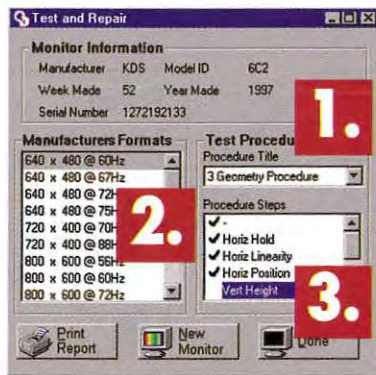 Test and Repair
Monitor Information
Manufacturer KDS Model ID 6C2
Week Made 52 Year Made 1997
Serial Number 1272192133
1.
Manufacturers Formats
640 x 480 @ 60Hz
640 x 480 @ 67Hz
640 x 480 @ 72H
640 x 480 @ 75H
720 x 400 @ 70H
720 x 400 @ 88H
800 x 600 @ 56H
800 x 600 @ 60Hz
800 x 600 @ 72Hz
2.
Test Procedu
Procedure Title
3 Geometry Procedure
Procedure Steps
-
Horiz Hold
Horiz Linearity
Horiz Position
Vert Height
3.
Print Report
New Monitor
Done